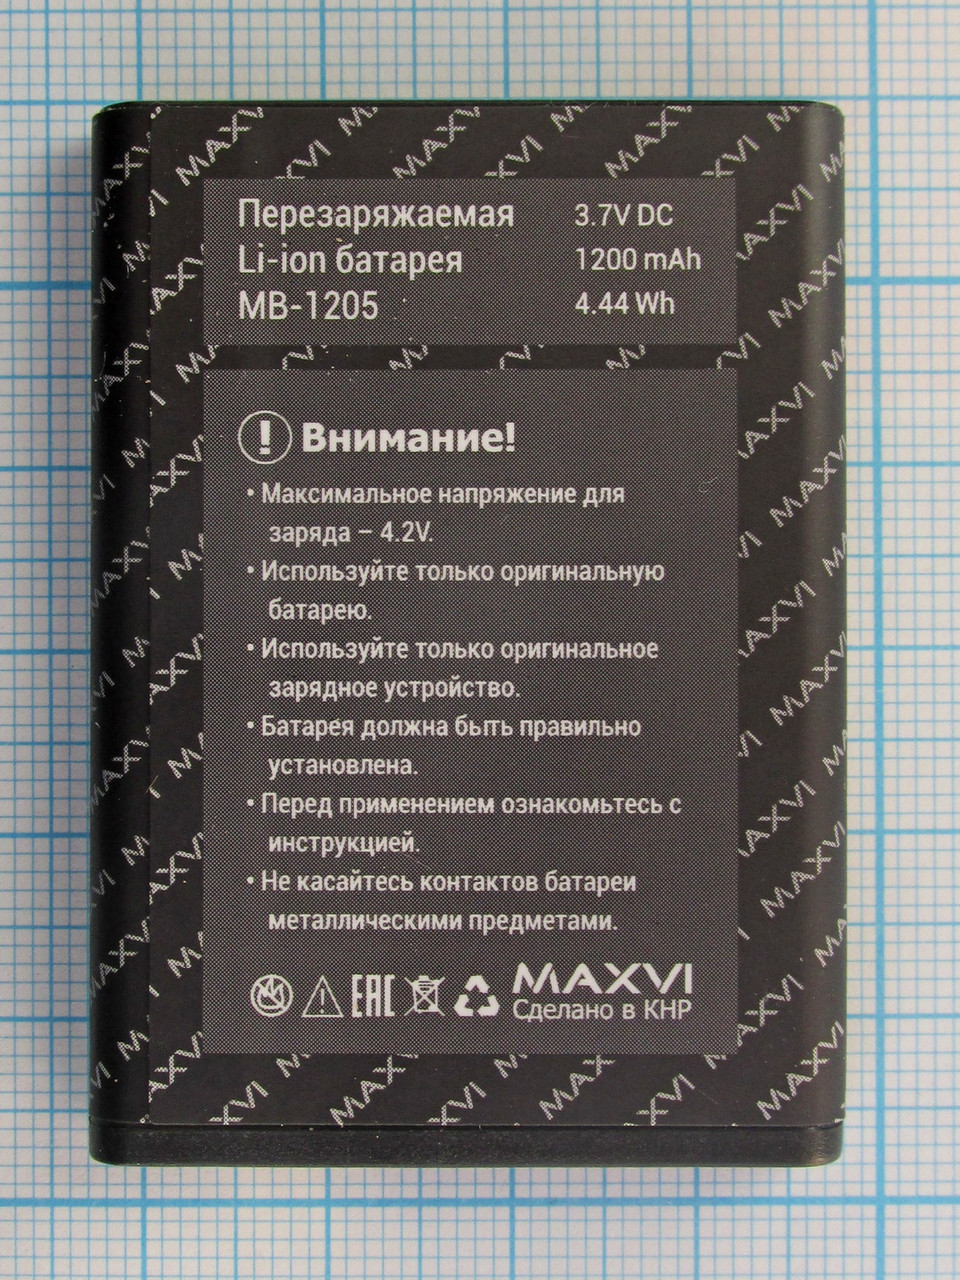 Перезаряжаемая 3.7V DC
Li-ion батарея 1200 mAh
MB-1205 4.44 Wh
! Внимание!
• Максимальное напряжение для
заряда – 4.2V.
• Используйте только оригинальную
батарею.
• Используйте только оригинальное
зарядное устройство.
• Батарея должна быть правильно
установлена.
• Перед применением ознакомьтесь с
инструкцией.
• Не касайтесь контактов батареи
металлическими предметами.
EAC MAXVI
Сделано в КНР